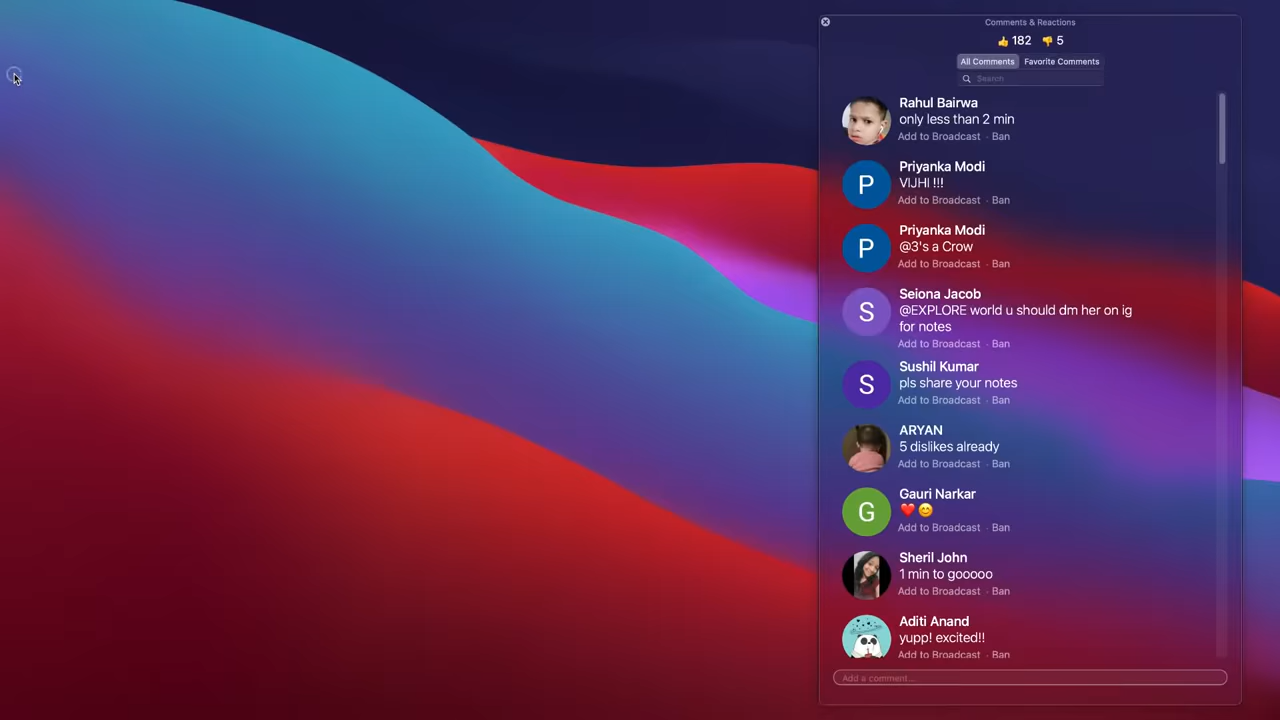 Comments & Reactions
👍 182 👎 5
All Comments Favorite Comments
Search
Rahul Bairwa
only less than 2 min
Add to Broadcast · Ban
P
Priyanka Modi
VIJHI !!!
Add to Broadcast · Ban
P
Priyanka Modi
@3's a Crow
Add to Broadcast · Ban
S
Seiona Jacob
@EXPLORE world u should dm her on ig
for notes
Add to Broadcast · Ban
S
Sushil Kumar
pls share your notes
Add to Broadcast · Ban
ARYAN
5 dislikes already
Add to Broadcast · Ban
G
Gauri Narkar
❤️😊
Add to Broadcast · Ban
Sheril John
1 min to gooooo
Add to Broadcast · Ban
Aditi Anand
yupp! excited!!
Add to Broadcast · Ban
Add a comment...